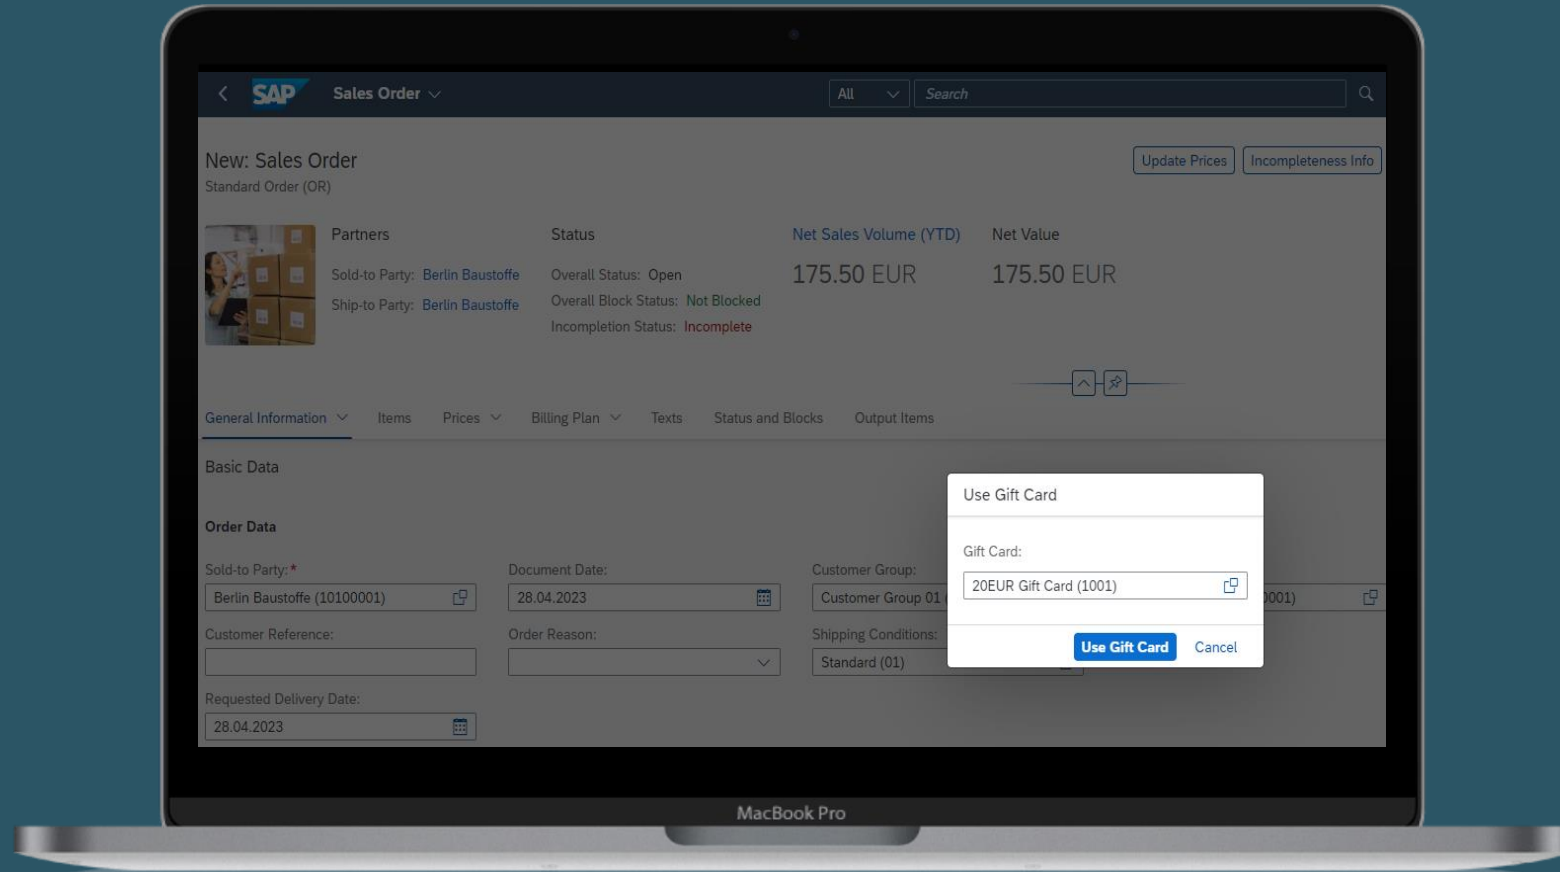 SAP Sales Order All Search
New: Sales Order Update Prices Incompleteness Info
Standard Order (OR)
Partners Status Net Sales Volume (YTD) Net Value
Sold-to Party: Berlin Baustoffe Overall Status: Open 175.50 EUR 175.50 EUR
Ship-to Party: Berlin Baustoffe Overall Block Status: Not Blocked
Incompletion Status: Incomplete
General Information Items Prices Billing Plan Texts Status and Blocks Output Items
Basic Data
Use Gift Card
Order Data
Gift Card:
Sold-to Party:* Document Date: Customer Group:
20EUR Gift Card (1001)
Berlin Baustoffe (10100001) 28.04.2023 Customer Group 01 ( 0001)
Customer Reference: Order Reason: Shipping Conditions:
Use Gift Card Cancel
Standard (01)
Requested Delivery Date:
28.04.2023
MacBook Pro